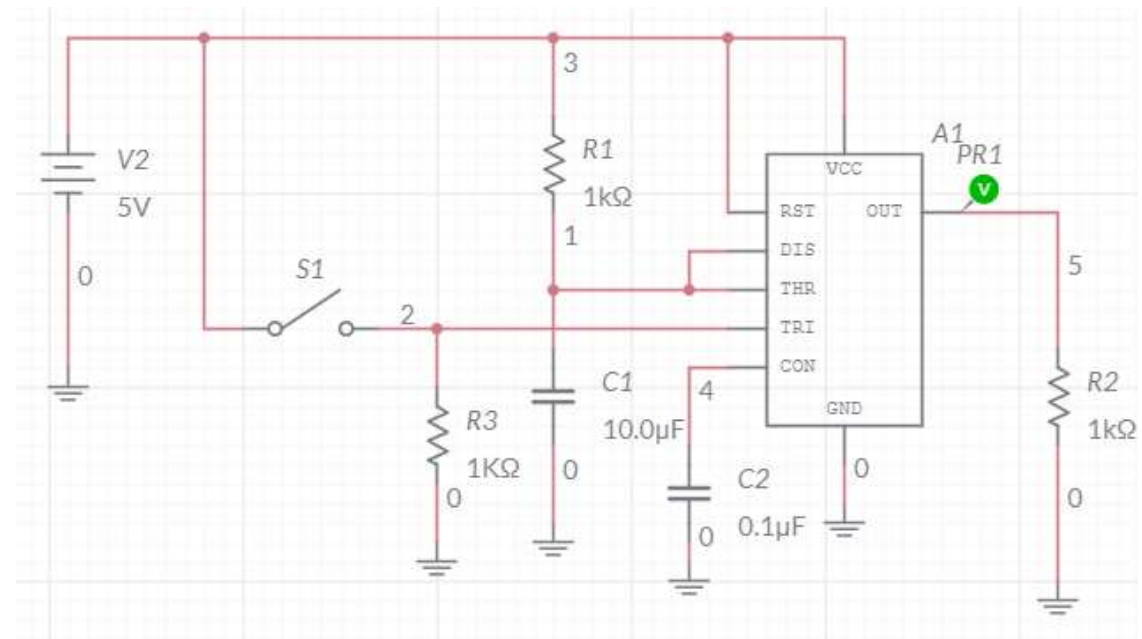 3
A1
PR1
V
V2
5V
R1
1kΩ
VCC
RST
OUT
DIS
THR
TRI
CON
GND
1
0
S1
2
5
C1
10.0μF
4
R2
1kΩ
R3
1KΩ
0
0
0
C2
0.1μF
0
0
0